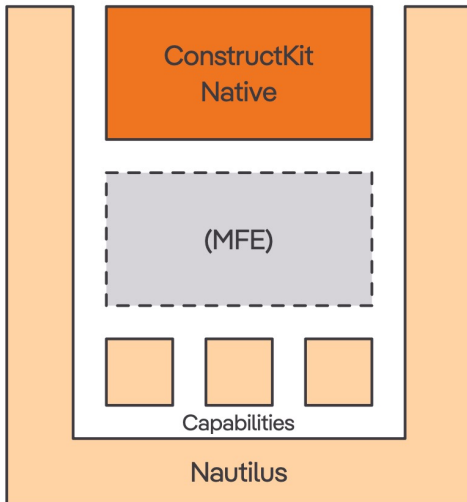 ConstructKit
Native
(MFE)
Capabilities
Nautilus